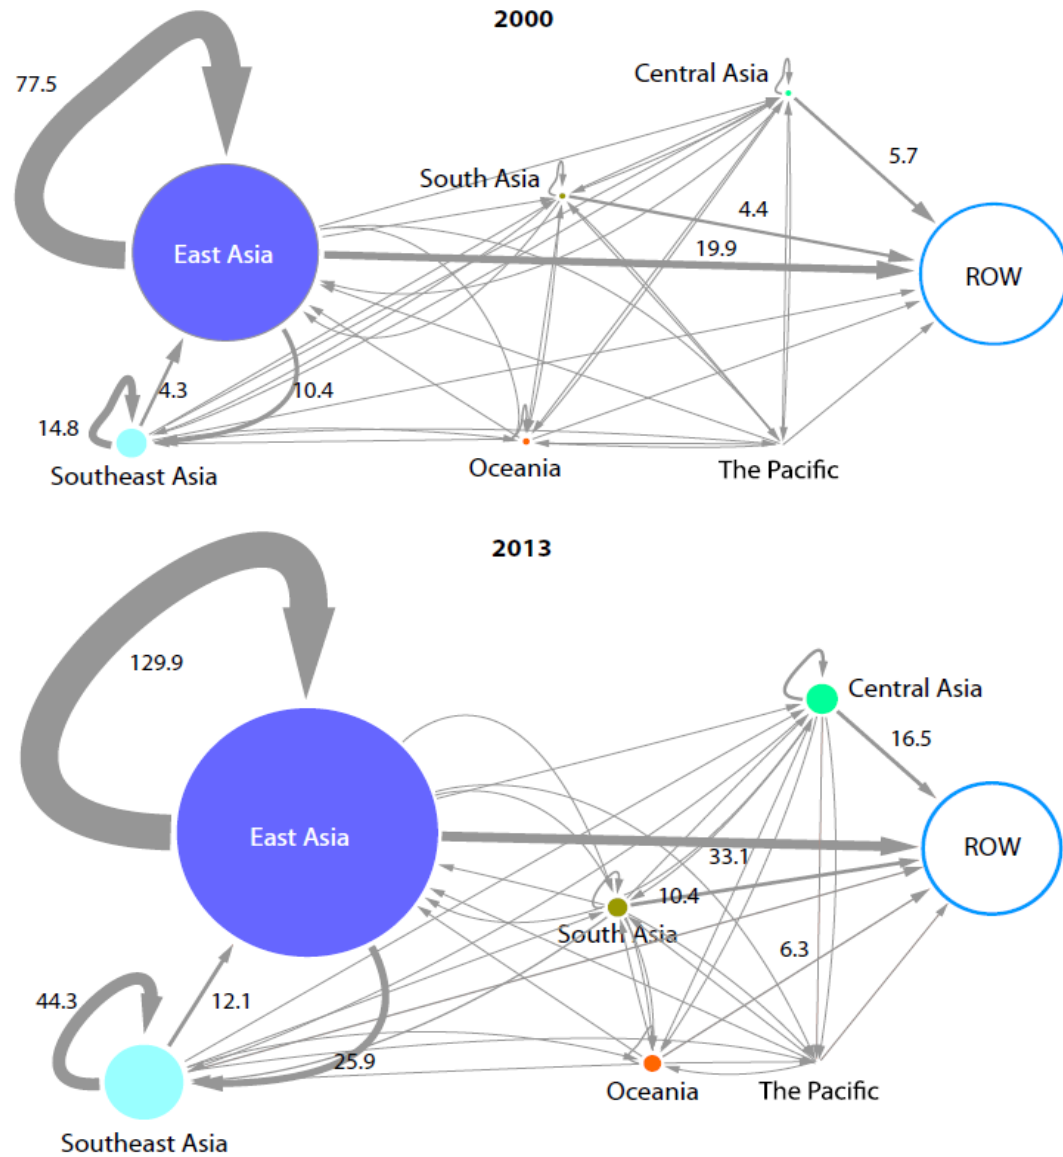 2000
Central Asia
77.5
5.7
South Asia
4.4
19.9
East Asia
ROW
4.3
10.4
14.8
Southeast Asia
Oceania
The Pacific
2013
129.9
Central Asia
16.5
East Asia
33.1
ROW
10.4
South Asia
6.3
44.3
12.1
25.9
Oceania
The Pacific
Southeast Asia